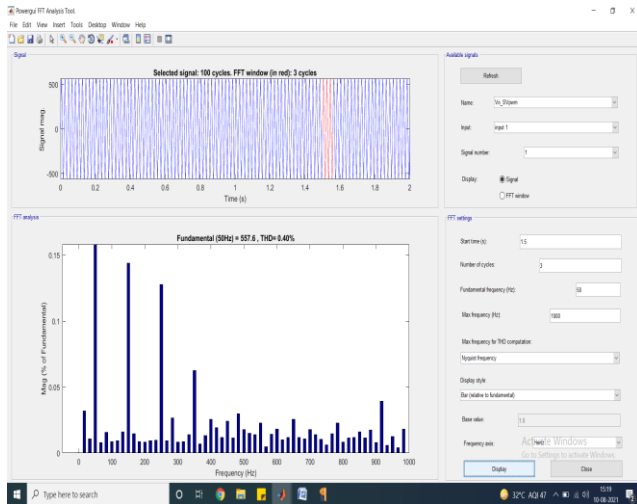 Powergui FFT Analysis Tool.
File Edit View Insert Tools Desktop Window Help
Signal
Selected signal: 100 cycles. FFT window (in red): 3 cycles
500
0
-500
Signal mag.
0 0.2 0.4 0.6 0.8 1 1.2 1.4 1.6 1.8 2
Time (s)
FFT analysis
Fundamental (50Hz) = 557.6 , THD= 0.40%
0.15
0.1
0.05
0
Mag (% of Fundamental)
0 100 200 300 400 500 600 700 800 900 1000
Frequency (Hz)
Available signals
Refresh
Name:
Input: input 1
Signal number: 1
Display: Signal
FFT window
FFT settings
Start time (s): 1.5
Number of cycles: 3
Fundamental frequency (Hz): 50
Max frequency (Hz): 1000
Max frequency for THD computation:
Nyquist frequency
Display style:
Bar (relative to fundamental)
Base value: 1.0
Frequency axis: Hertz
Activate Windows
Go to Settings to activate Windows.
Display Close
Type here to search
32°C AQI 47
15:19
10-08-2021